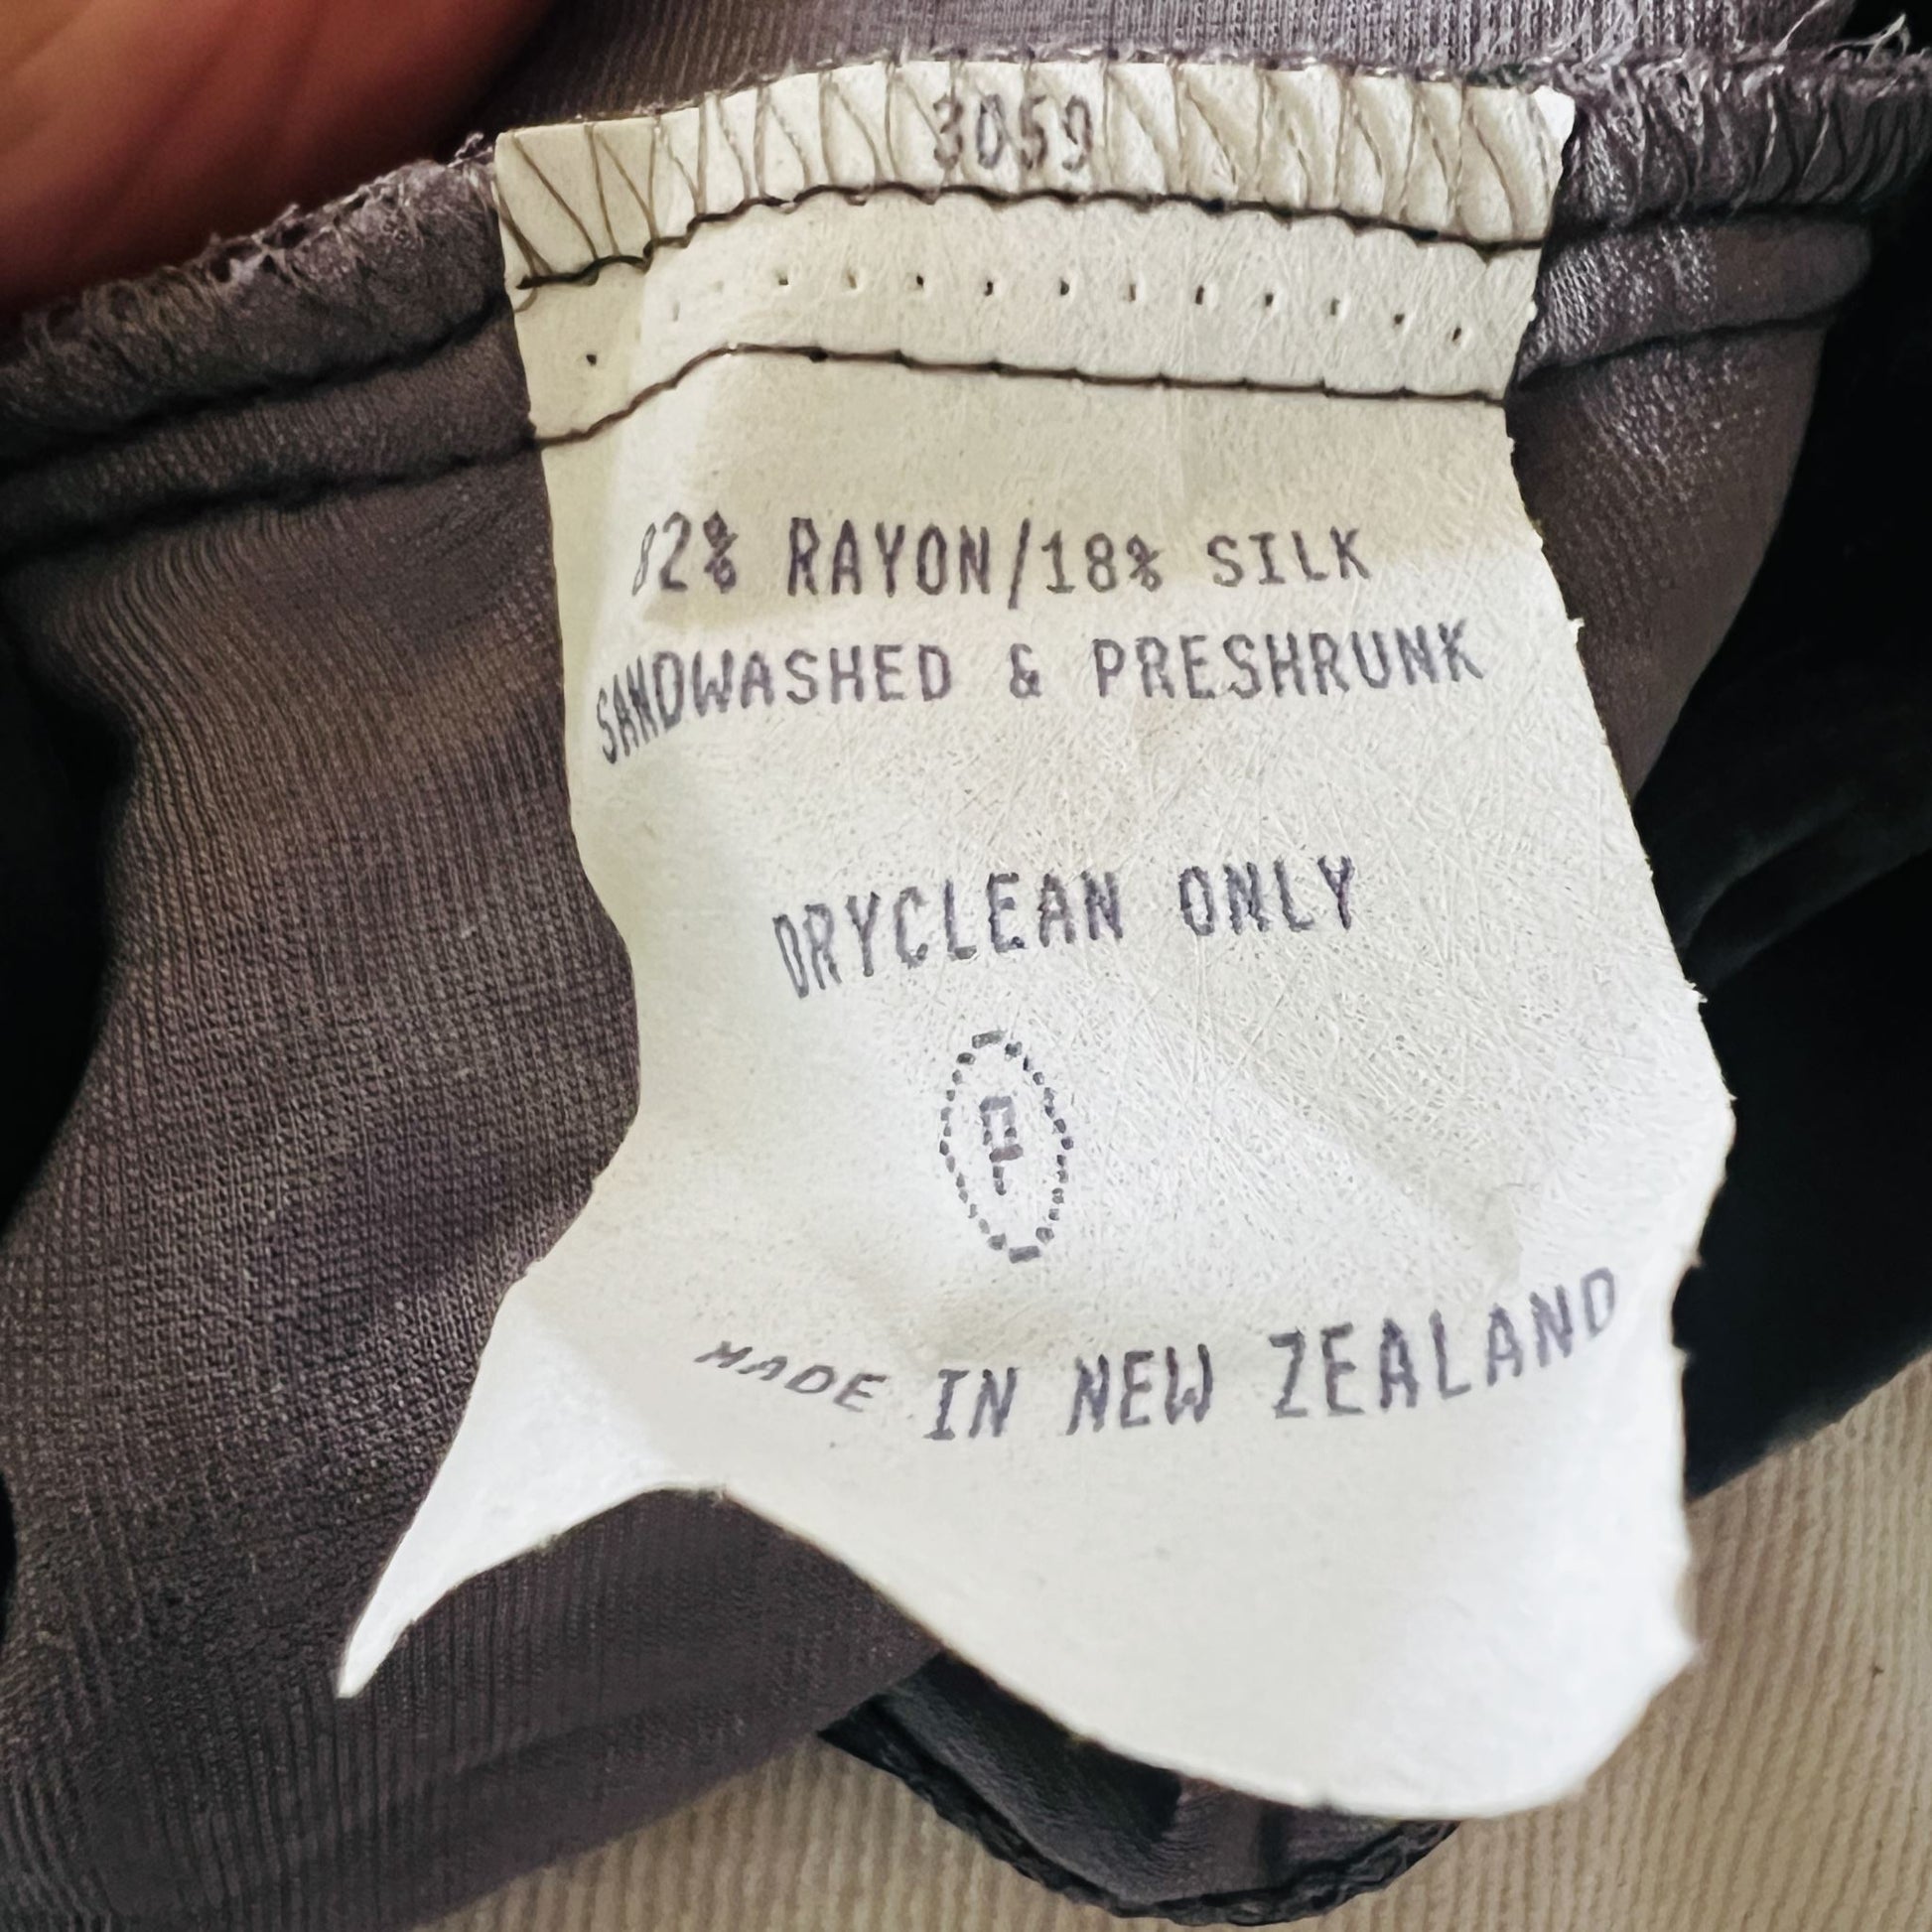 3059
82% RAYON/18% SILK
SANDWASHED & PRESHRUNK
DRYCLEAN ONLY
P
MADE IN NEW ZEALAND